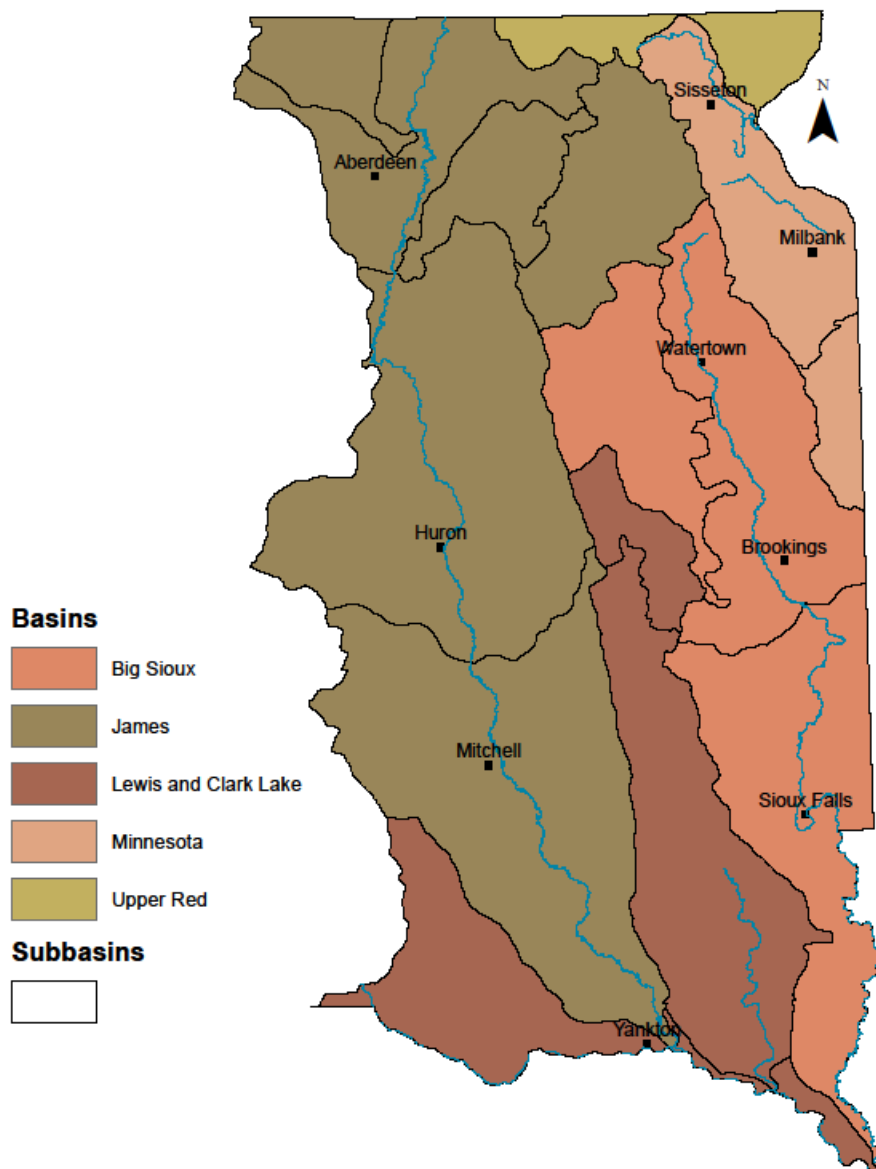 N
Sisseton
Aberdeen
Milbank
Watertown
Huron
Brookings
Basins
Big Sioux
James
Mitchell
Lewis and Clark Lake
Sioux Falls
Minnesota
Upper Red
Subbasins
Yankton